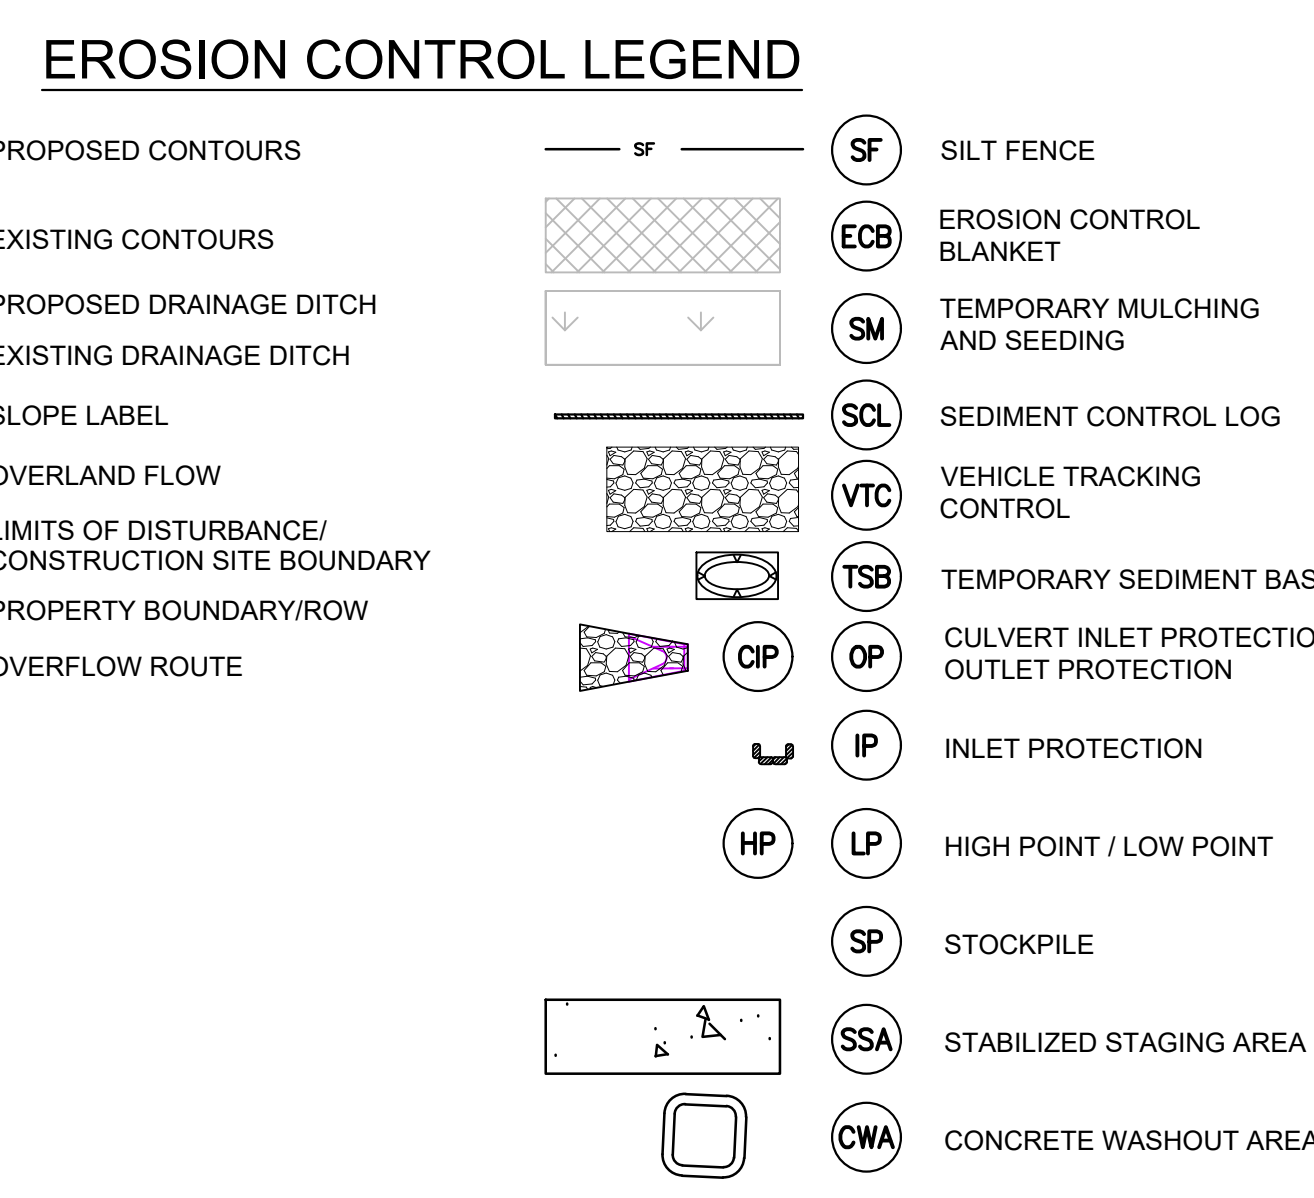 EROSION CONTROL LEGEND
PROPOSED CONTOURS
EXISTING CONTOURS
PROPOSED DRAINAGE DITCH
EXISTING DRAINAGE DITCH
SLOPE LABEL
OVERLAND FLOW
LIMITS OF DISTURBANCE/
CONSTRUCTION SITE BOUNDARY
PROPERTY BOUNDARY/ROW
OVERFLOW ROUTE
SF SF SILT FENCE
ECB EROSION CONTROL
BLANKET
SM TEMPORARY MULCHING
AND SEEDING
SCL SEDIMENT CONTROL LOG
VTC VEHICLE TRACKING
CONTROL
TSB TEMPORARY SEDIMENT BAS
CIP OP CULVERT INLET PROTECTIO
OUTLET PROTECTION
IP INLET PROTECTION
HP LP HIGH POINT / LOW POINT
SP STOCKPILE
SSA STABILIZED STAGING AREA
CWA CONCRETE WASHOUT AREA